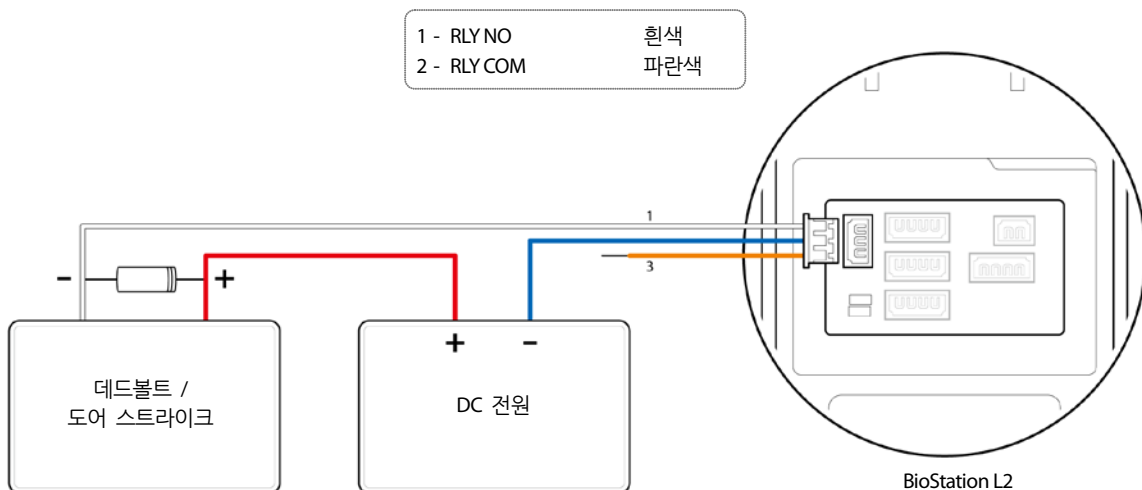 1 - RLY NO 흰색
2 - RLY COM 파란색
1
3
- +
+ -
데드볼트 /
도어 스트라이크
DC 전원
BioStation L2